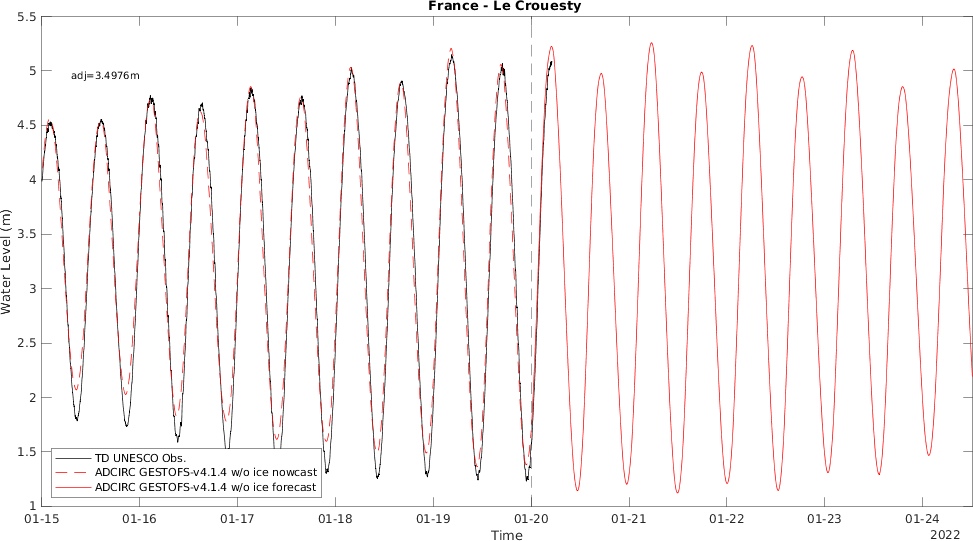 France - Le Crouesty
adj=3.4976m
5.5
5
4.5
4
3.5
3
2.5
2
1.5
1
Water Level (m)
TD UNESCO Obs.
ADCIRC GESTOFS-v4.1.4 w/o ice nowcast
ADCIRC GESTOFS-v4.1.4 w/o ice forecast
01-15 01-16 01-17 01-18 01-19 01-20 01-21 01-22 01-23 01-24
Time
2022